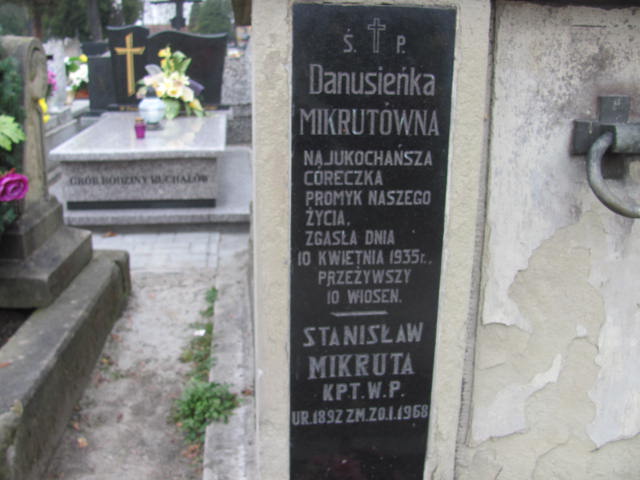 Ś. P.
Danusieńka
MIKRUTÓWNA
NAJUKOCHAŃSZA
CÓRECZKA
PROMYK NASZEGO
ŻYCIA,
ZGASŁA DNIA
10 KWIETNIA 1935r.,
PRZEŻYWSZY
10 WIOSEN.
STANISŁAW
MIKRUTA
KPT. W.P.
UR. 1892 ZM. 20.I.1968
GRÓB RODZINY MUCHAŁÓW